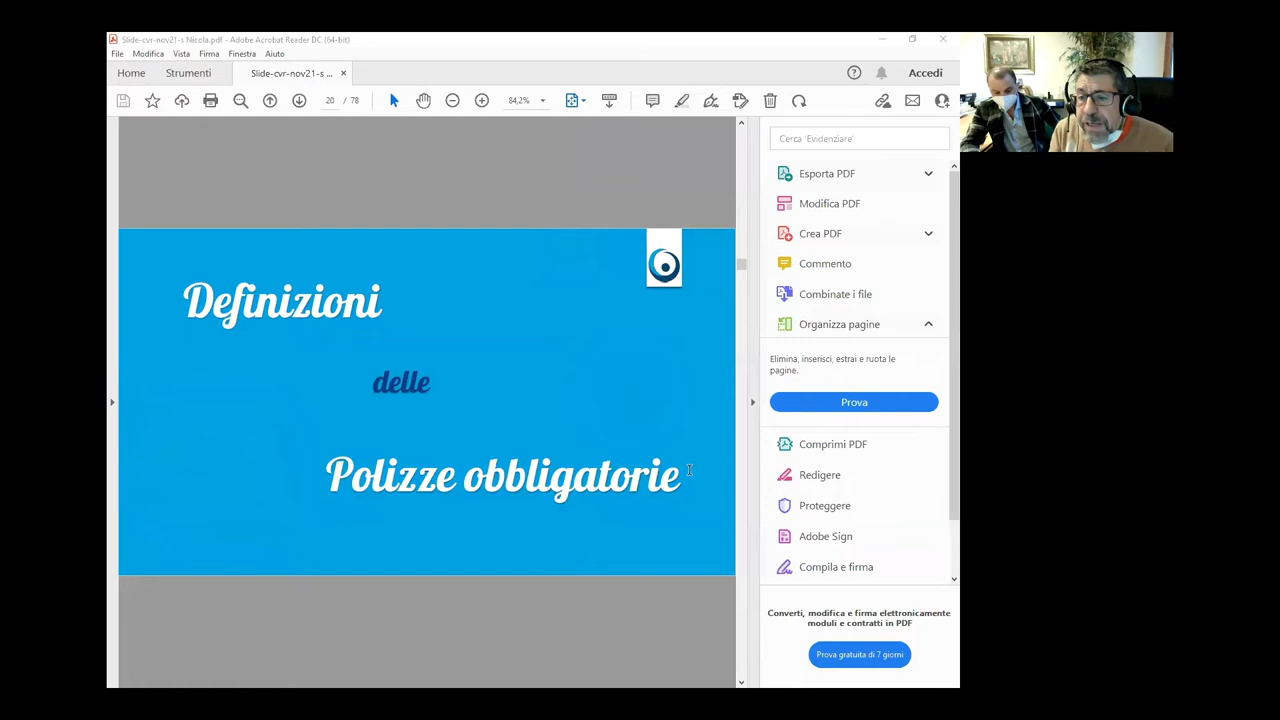 Slide-cvr-nov21-s Nicola.pdf - Adobe Acrobat Reader DC (64-bit)
File Modifica Vista Firma Finestra Aiuto
Home Strumenti Slide-cvr-nov21-s ... × Accedi
20 / 78 84,2%
Cerca 'Evidenziare'
Esporta PDF
Modifica PDF
Crea PDF
Commento
Combinate i file
Organizza pagine
Elimina, inserisci, estrai e ruota le
pagine.
Prova
Comprimi PDF
Redigere
Proteggere
Adobe Sign
Compila e firma
Converti, modifica e firma elettronicamente
moduli e contratti in PDF
Prova gratuita di 7 giorni
Definizioni
delle
Polizze obbligatorie